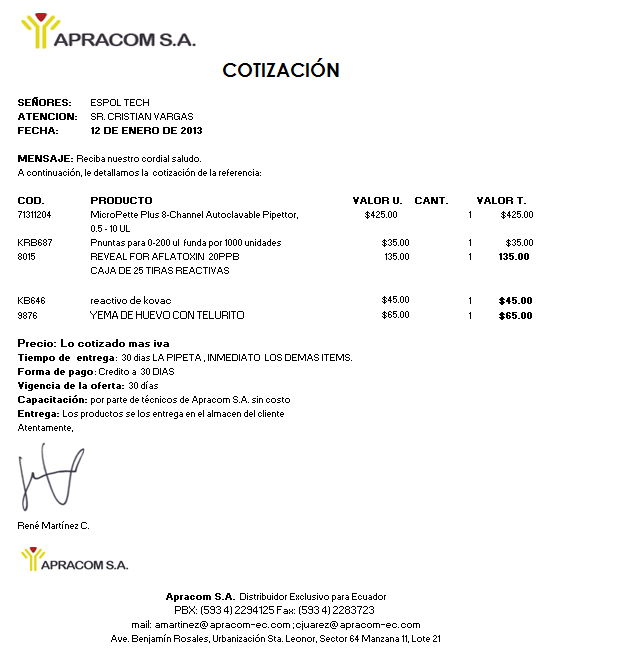 APRACOM S.A.
COTIZACIÓN
SEÑORES: ESPOL TECH
ATENCION: SR. CRISTIAN VARGAS
FECHA: 12 DE ENERO DE 2013
MENSAJE: Reciba nuestro cordial saludo.
A continuación, le detallamos la cotización de la referencia:
COD. PRODUCTO VALOR U. CANT. VALOR T.
71311204 MicroPette Plus 8-Channel Autoclavable Pipettor, $425.00 1 $425.00
0.5 - 10 UL
KRB687 Pnuntas para 0-200 ul funda por 1000 unidades $35.00 1 $35.00
8015 REVEAL FOR AFLATOXIN 20PPB 135.00 1 135.00
CAJA DE 25 TIRAS REACTIVAS
KB646 reactivo de kovac $45.00 1 $45.00
9876 YEMA DE HUEVO CON TELURITO $65.00 1 $65.00
Precio: Lo cotizado mas iva
Tiempo de entrega: 30 dias LA PIPETA , INMEDIATO LOS DEMAS ITEMS.
Forma de pago: Credito a 30 DIAS
Vigencia de la oferta: 30 días
Capacitación: por parte de técnicos de Apracom S.A. sin costo
Entrega: Los productos se los entrega en el almacen del cliente
Atentamente,
René Martínez C.
APRACOM S.A.
Apracom S.A. Distribuidor Exclusivo para Ecuador
PBX: (593 4) 2294125 Fax: (593 4) 2283723
mail: amartinez@apracom-ec.com ; cjuarez@apracom-ec.com
Ave. Benjamín Rosales, Urbanización Sta. Leonor, Sector 64 Manzana 11, Lote 21